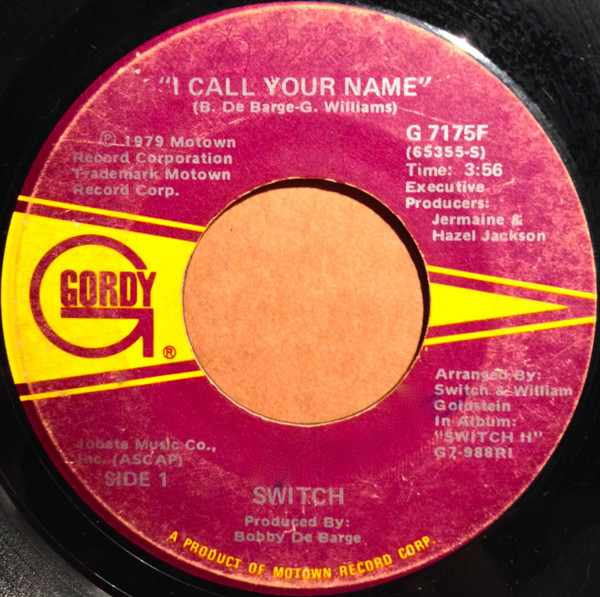 "I CALL YOUR NAME"
(B. De Barge-G. Williams)
Ⓟ 1979 Motown
Record Corporation
Trademark Motown
Record Corp.
G 7175F
(65355-S)
Time: 3:56
Executive
Producers:
Jermaine &
Hazel Jackson
GORDY
®
Arranged By:
Switch & William
Goldstein
In Album:
"SWITCH II"
G7-988R1
Jobete Music Co.,
Inc. (ASCAP)
SIDE 1
SWITCH
Produced By:
Bobby De Barge
A PRODUCT OF MOTOWN RECORD CORP.